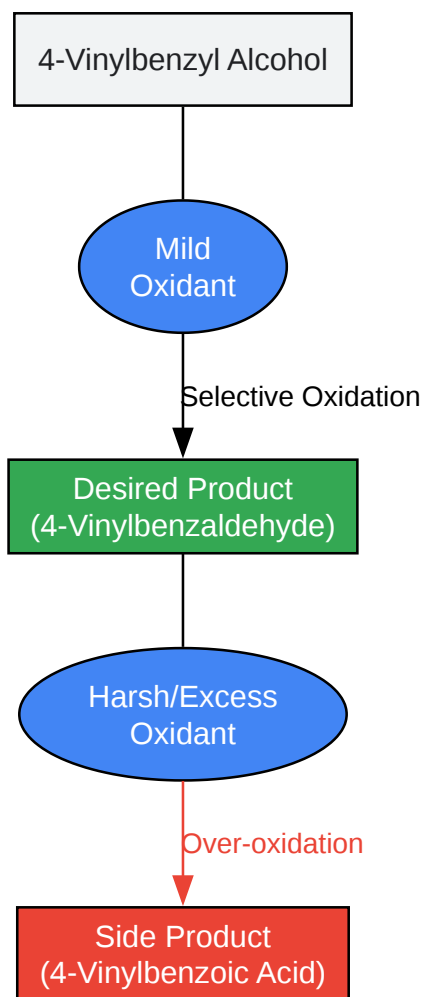 4-Vinylbenzyl Alcohol
Mild
Oxidant
Selective Oxidation
Desired Product
(4-Vinylbenzaldehyde)
Harsh/Excess
Oxidant
Over-oxidation
Side Product
(4-Vinylbenzoic Acid)